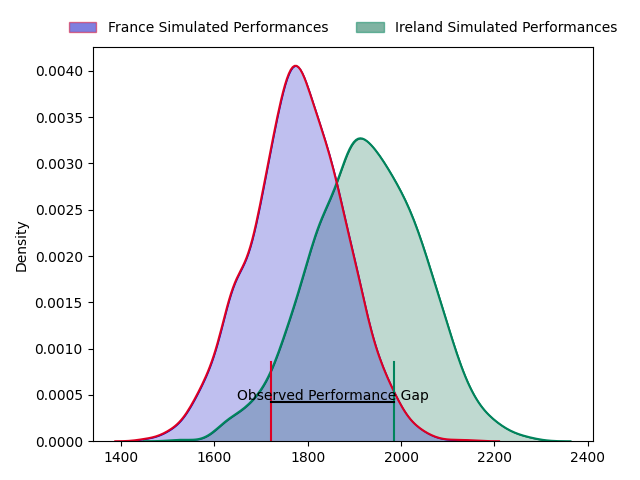 France Simulated Performances
Ireland Simulated Performances
0.0040
0.0035
0.0030
0.0025
0.0020
0.0015
0.0010
0.0005
0.0000
Density
Observed Performance Gap
1400 1600 1800 2000 2200 2400